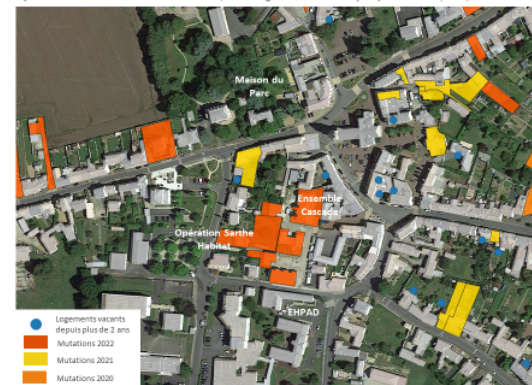 Maison du
Parc
Ensemble
Cascade
Opération Sarthe
Habitat
EHPAD
Logements vacants
depuis plus de 2 ans
Mutations 2022
Mutations 2021
Mutations 2020